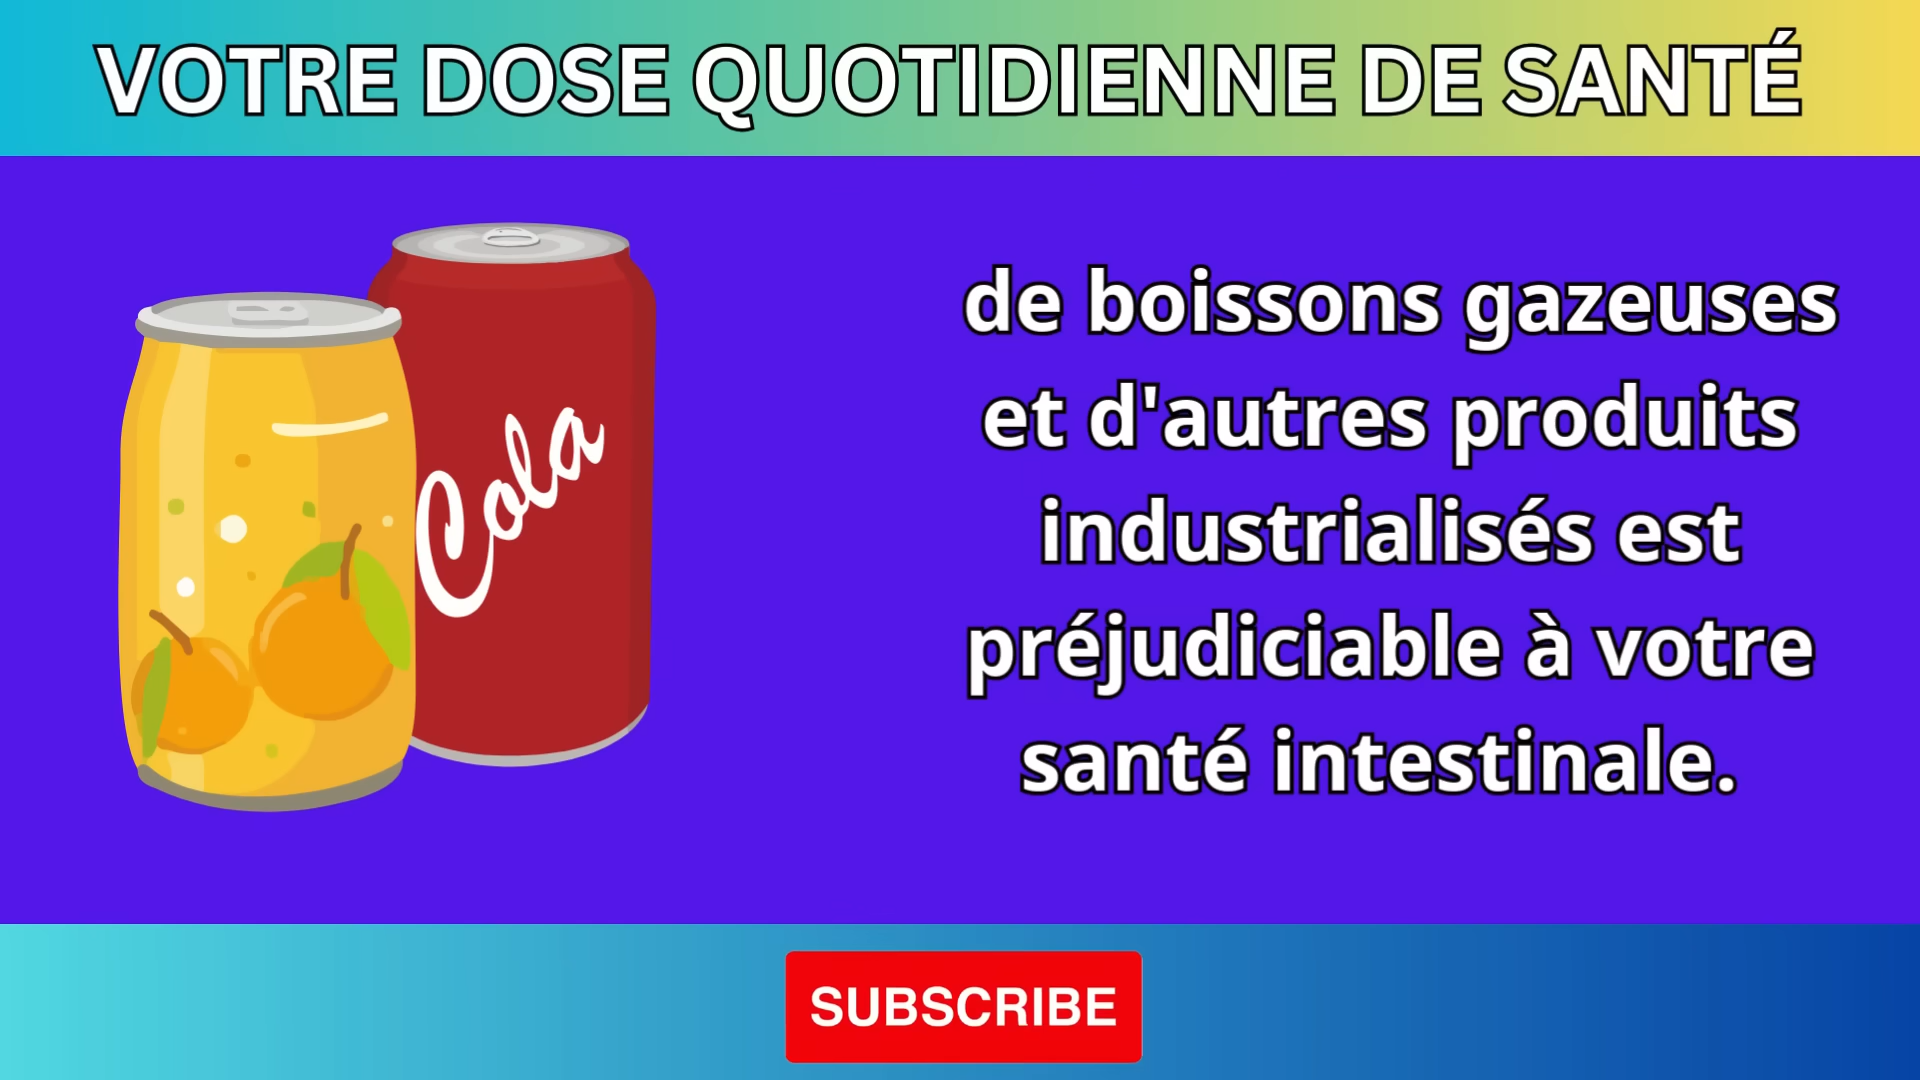 VOTRE DOSE QUOTIDIENNE DE SANTÉ
Cola
de boissons gazeuses
et d'autres produits
industrialisés est
préjudiciable à votre
santé intestinale.
SUBSCRIBE